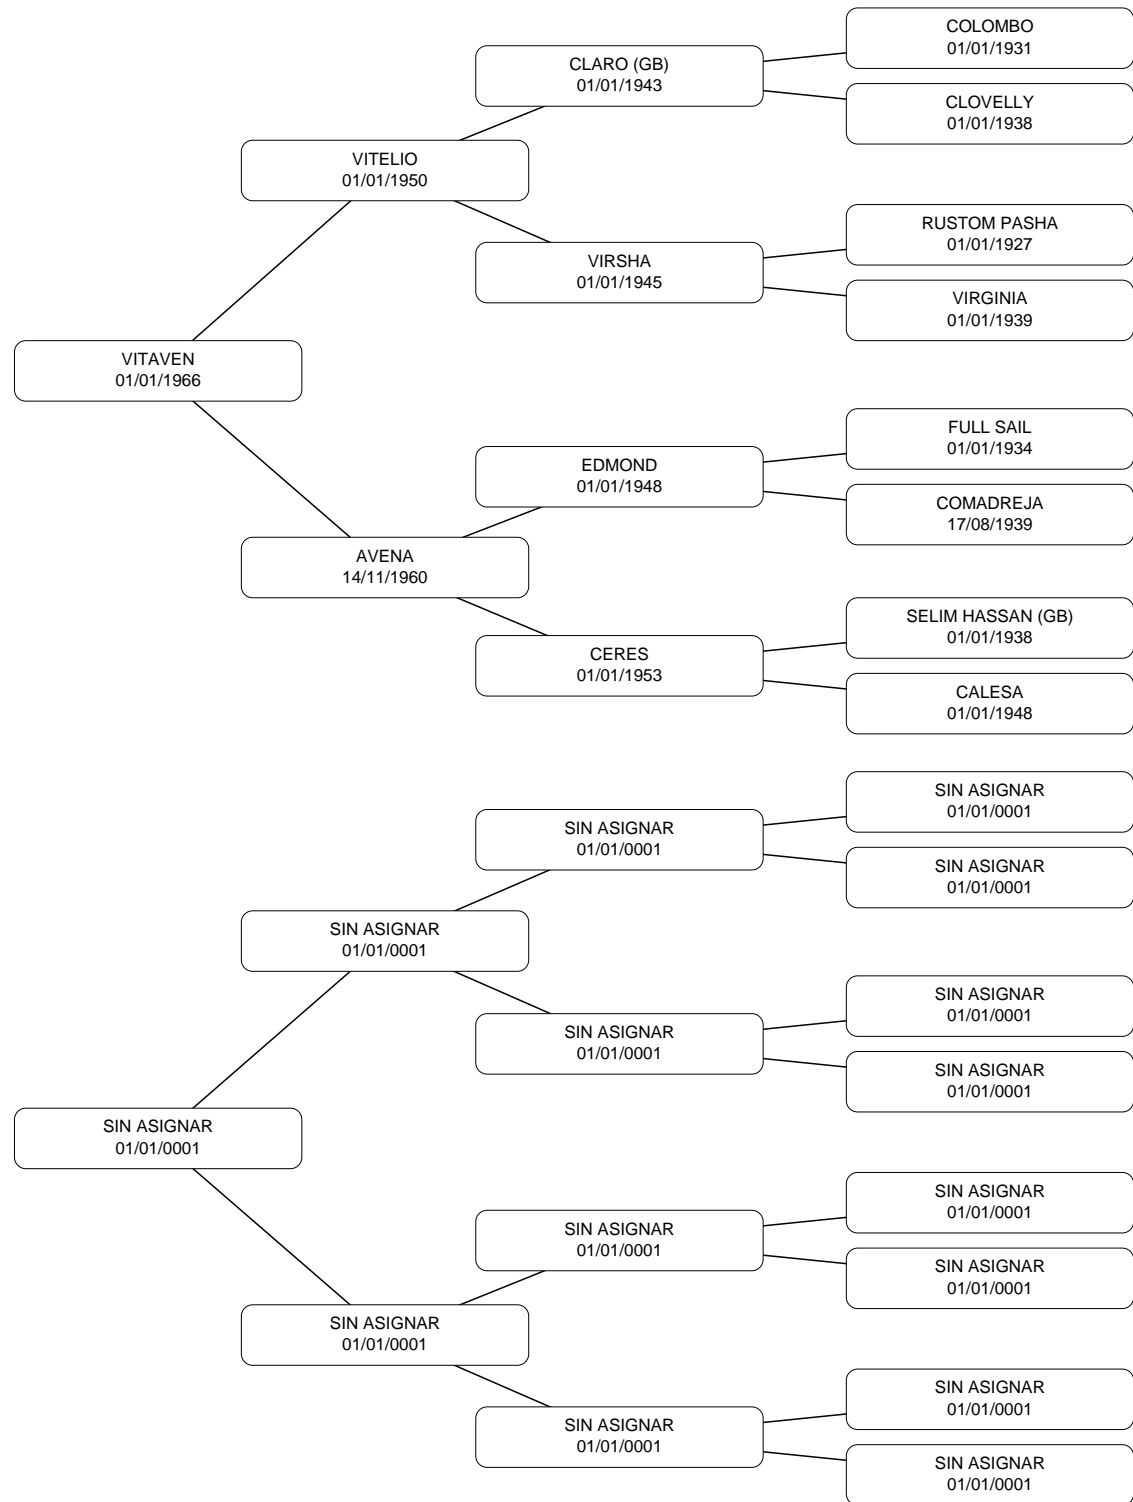 COLOMBO
01/01/1931
CLARO (GB)
01/01/1943
CLOVELLY
01/01/1938
VITELIO
01/01/1950
RUSTOM PASHA
01/01/1927
VIRSHA
01/01/1945
VIRGINIA
01/01/1939
VITAVEN
01/01/1966
FULL SAIL
01/01/1934
EDMOND
01/01/1948
COMADREJA
17/08/1939
AVENA
14/11/1960
SELIM HASSAN (GB)
01/01/1938
CERES
01/01/1953
CALESA
01/01/1948
SIN ASIGNAR
01/01/0001
SIN ASIGNAR
01/01/0001
SIN ASIGNAR
01/01/0001
SIN ASIGNAR
01/01/0001
SIN ASIGNAR
01/01/0001
SIN ASIGNAR
01/01/0001
SIN ASIGNAR
01/01/0001
SIN ASIGNAR
01/01/0001
SIN ASIGNAR
01/01/0001
SIN ASIGNAR
01/01/0001
SIN ASIGNAR
01/01/0001
SIN ASIGNAR
01/01/0001
SIN ASIGNAR
01/01/0001
SIN ASIGNAR
01/01/0001
SIN ASIGNAR
01/01/0001